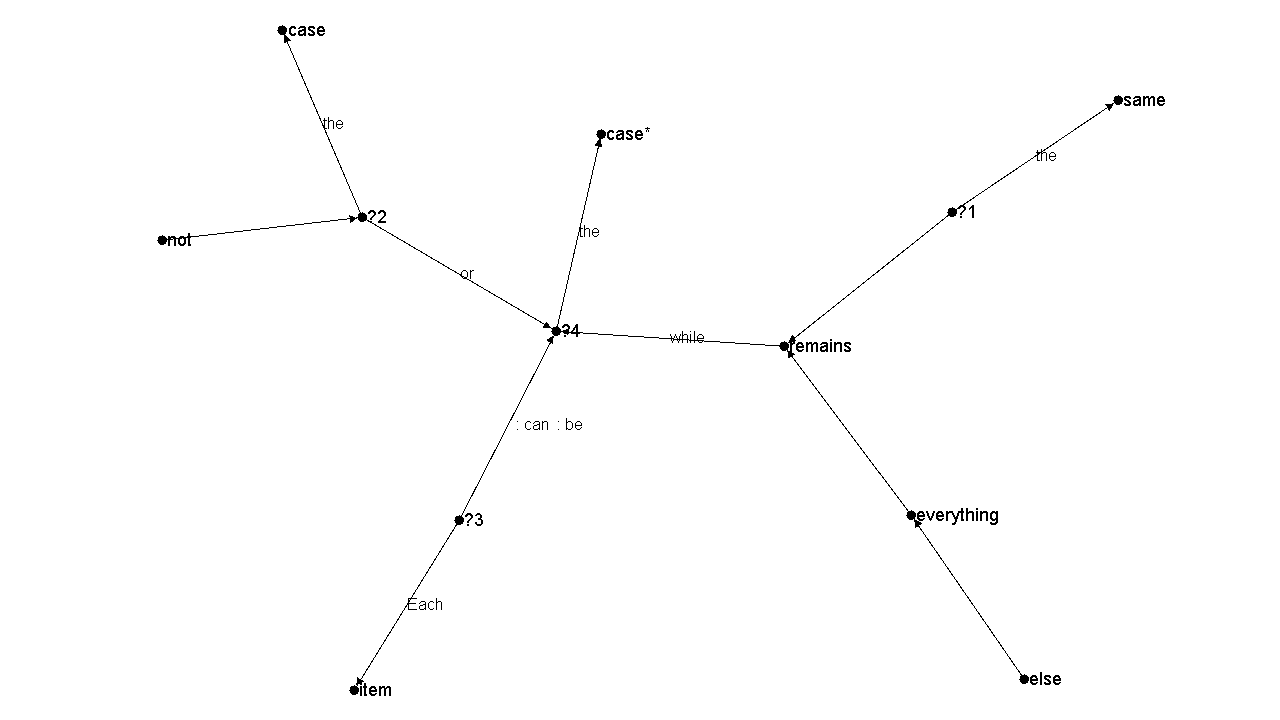 case
same
the
case*
the
the
?2
?1
not
or
?4
while
remains
: can : be
everything
?3
Each
else
item